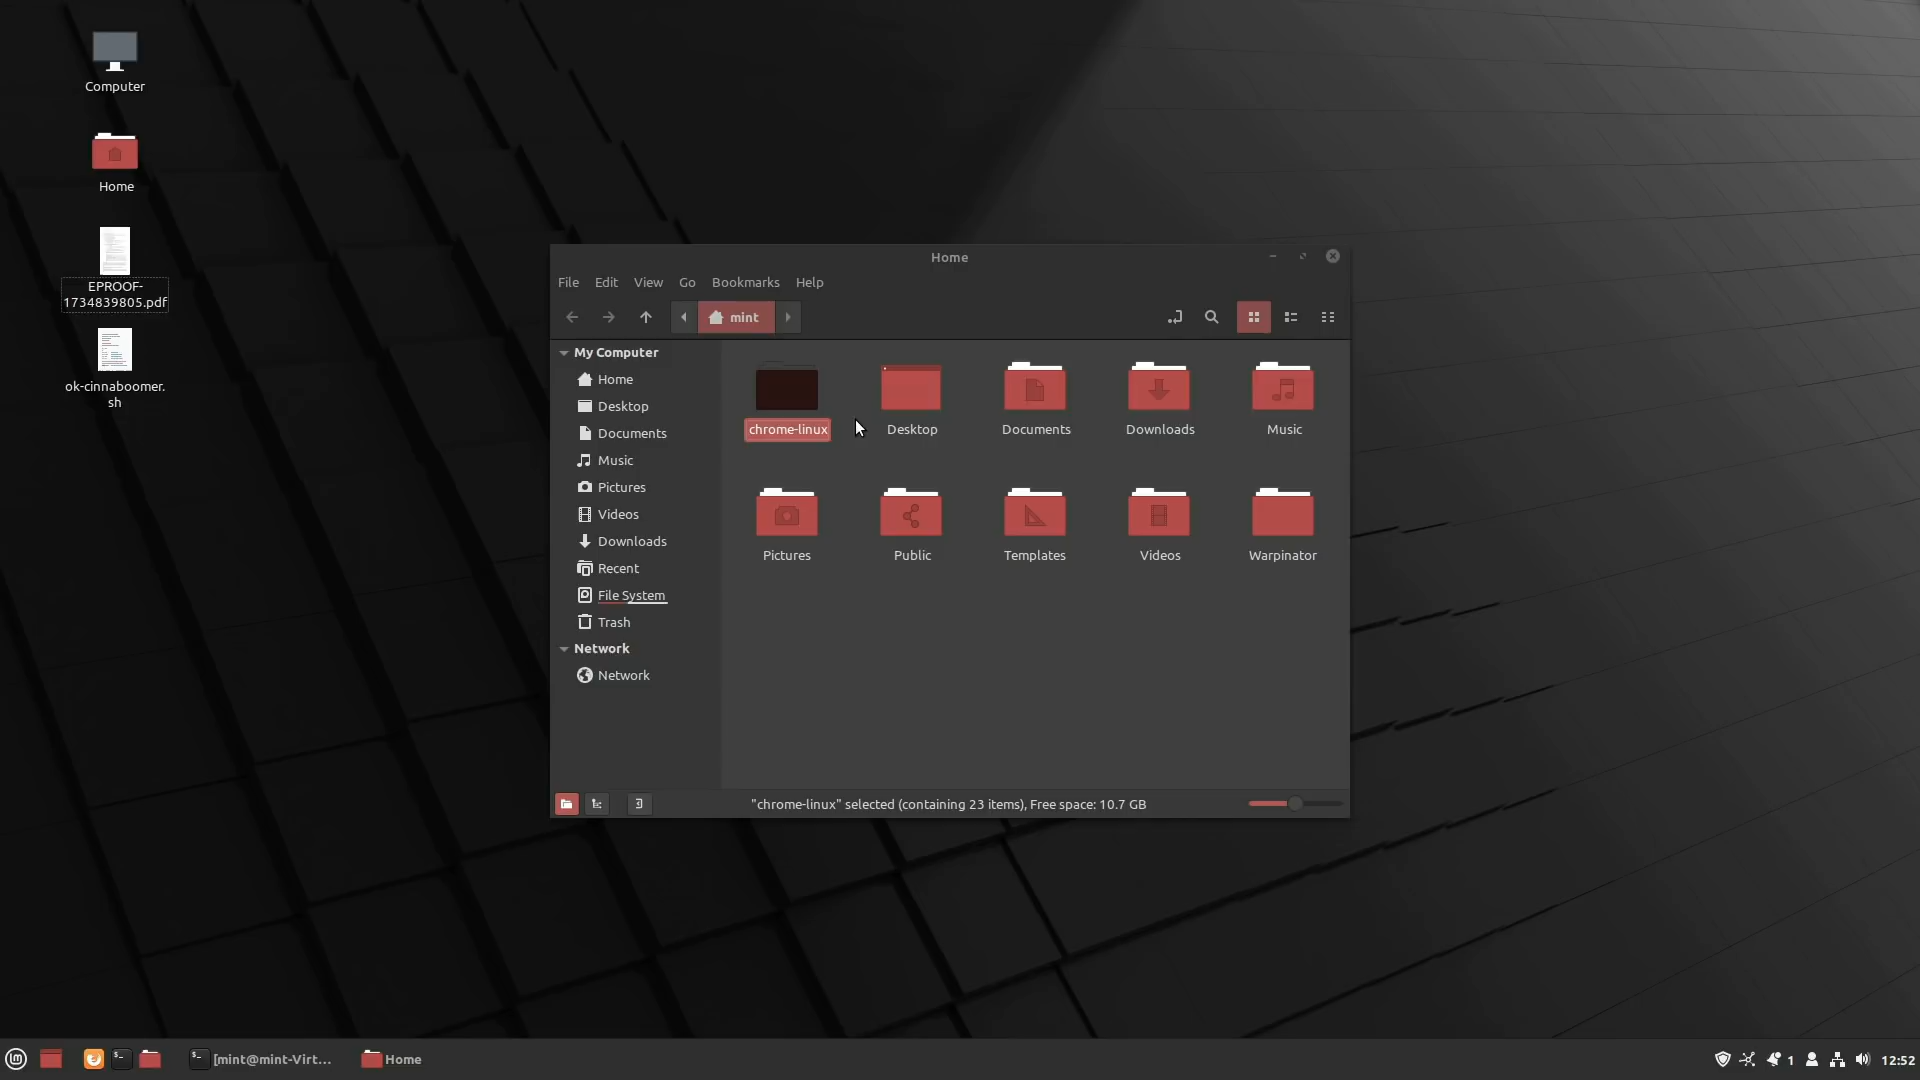 Computer
Home
EPROOF-
1734839805.pdf
ok-cinnaboomer.
sh
Home
File Edit View Go Bookmarks Help
mint
My Computer
Home
Desktop
Documents
Music
Pictures
Videos
Downloads
Recent
File System
Trash
Network
Network
chrome-linux Desktop Documents Downloads Music
Pictures Public Templates Videos Warpinator
"chrome-linux" selected (containing 23 items), Free space: 10.7 GB
[mint@mint-Virt... Home 1 12:52